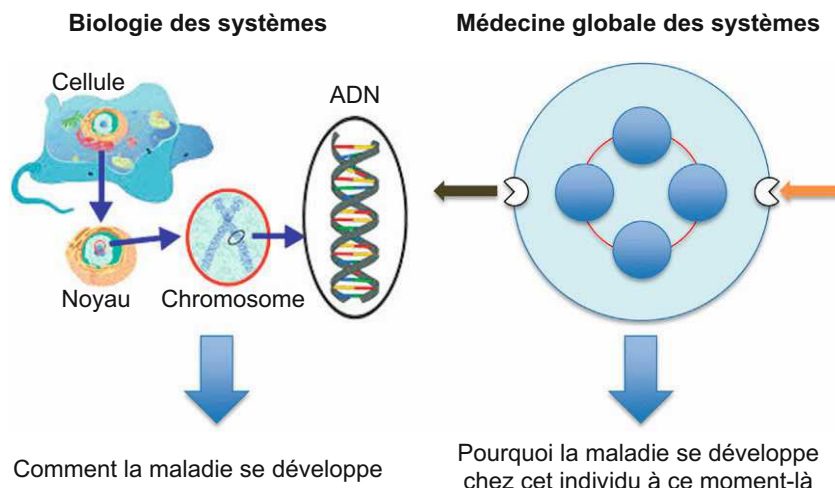 Biologie des systèmes
Médecine globale des systèmes
Cellule
ADN
Noyau
Chromosome
Comment la maladie se développe
Pourquoi la maladie se développe
chez cet individu à ce moment-là